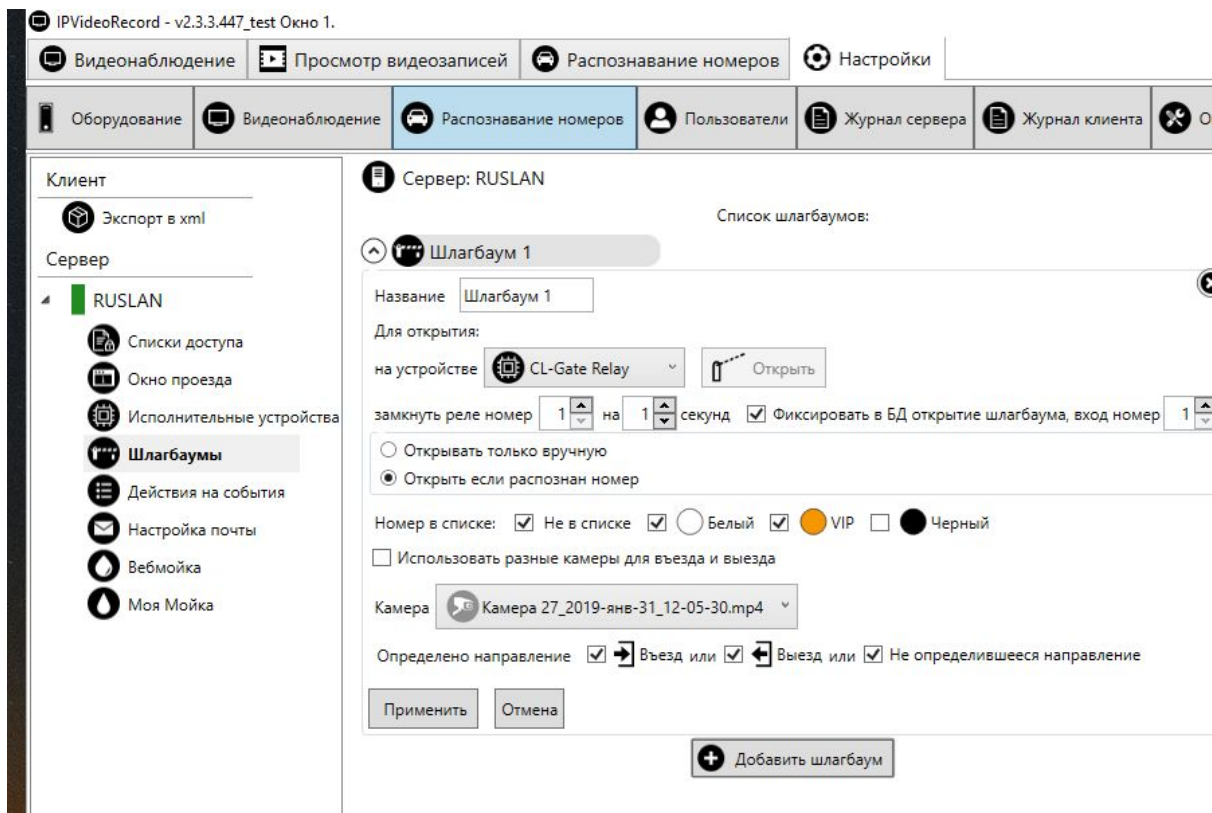 IPVideoRecord - v2.3.3.447_test Окно 1.
Видеонаблюдение Просмотр видеозаписей Распознавание номеров Настройки
Оборудование Видеонаблюдение Распознавание номеров Пользователи Журнал сервера Журнал клиента
Клиент
Экспорт в xml
Сервер
RUSLAN
Списки доступа
Окно проезда
Исполнительные устройства
Шлагбаумы
Действия на события
Настройка почты
Вебмойка
Моя Мойка
Сервер: RUSLAN
Список шлагбаумов:
Шлагбаум 1
Название Шлагбаум 1
Для открытия:
на устройстве CL-Gate Relay Открыть
замкнуть реле номер 1 на 1 секунд Фиксировать в БД открытие шлагбаума, вход номер 1
Открывать только вручную
Открыть если распознан номер
Номер в списке: Не в списке Белый VIP Черный
Использовать разные камеры для въезда и выезда
Камера Камера 27_2019-янв-31_12-05-30.mp4
Определено направление Въезд или Выезд или Не определившееся направление
Применить Отмена
Добавить шлагбаум